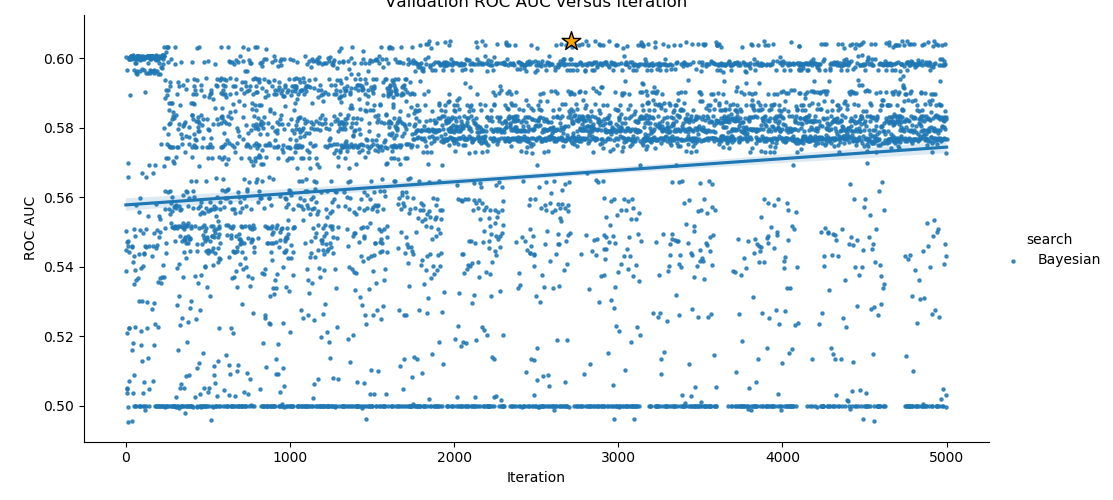 Validation ROC AUC versus Iteration
0.60
0.58
0.56
0.54
0.52
0.50
ROC AUC
0
1000
2000
3000
4000
5000
Iteration
search
Bayesian